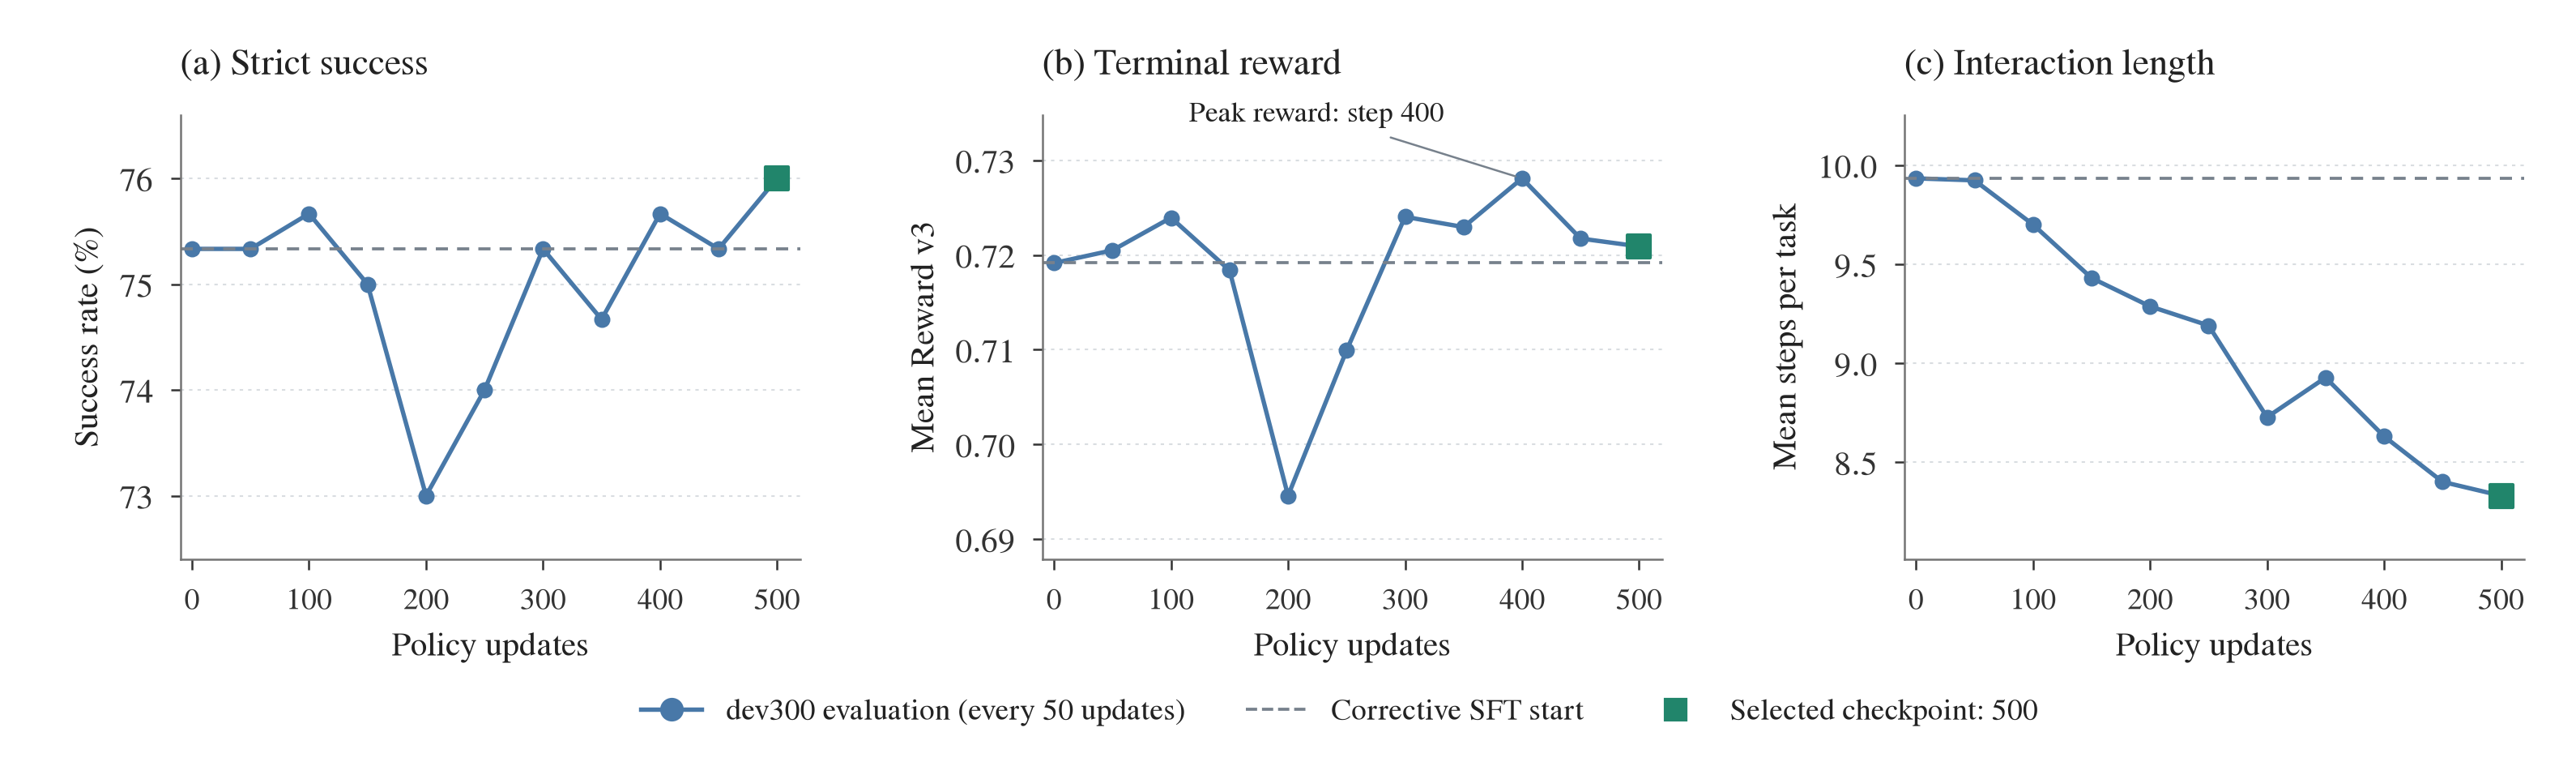 (a) Strict success
Success rate (%)
76
75
74
73
0 100 200 300 400 500
Policy updates
(b) Terminal reward
Peak reward: step 400
Mean Reward v3
0.73
0.72
0.71
0.70
0.69
0 100 200 300 400 500
Policy updates
(c) Interaction length
Mean steps per task
10.0
9.5
9.0
8.5
0 100 200 300 400 500
Policy updates
dev300 evaluation (every 50 updates)
Corrective SFT start
Selected checkpoint: 500